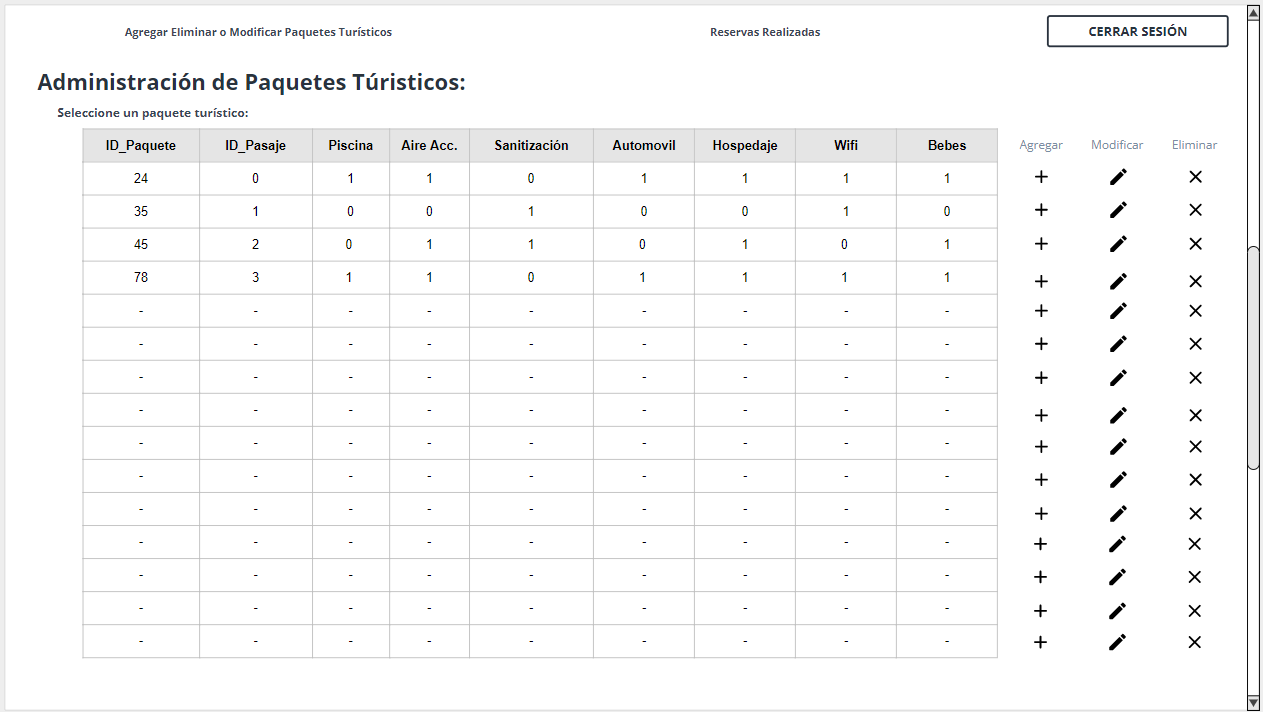 Agregar Eliminar o Modificar Paquetes Turísticos Reservas Realizadas CERRAR SESIÓN
Administración de Paquetes Túristicos:
Seleccione un paquete turístico:
ID_Paquete ID_Pasaje Piscina Aire Acc. Sanitización Automovil Hospedaje Wifi Bebes Agregar Modificar Eliminar
24 0 1 1 0 1 1 1 1
35 1 0 0 1 0 0 1 0
45 2 0 1 1 0 1 0 1
78 3 1 1 0 1 1 1 1
- - - - - - - - -
- - - - - - - - -
- - - - - - - - -
- - - - - - - - -
- - - - - - - - -
- - - - - - - - -
- - - - - - - - -
- - - - - - - - -
- - - - - - - - -
- - - - - - - - -
- - - - - - - - -